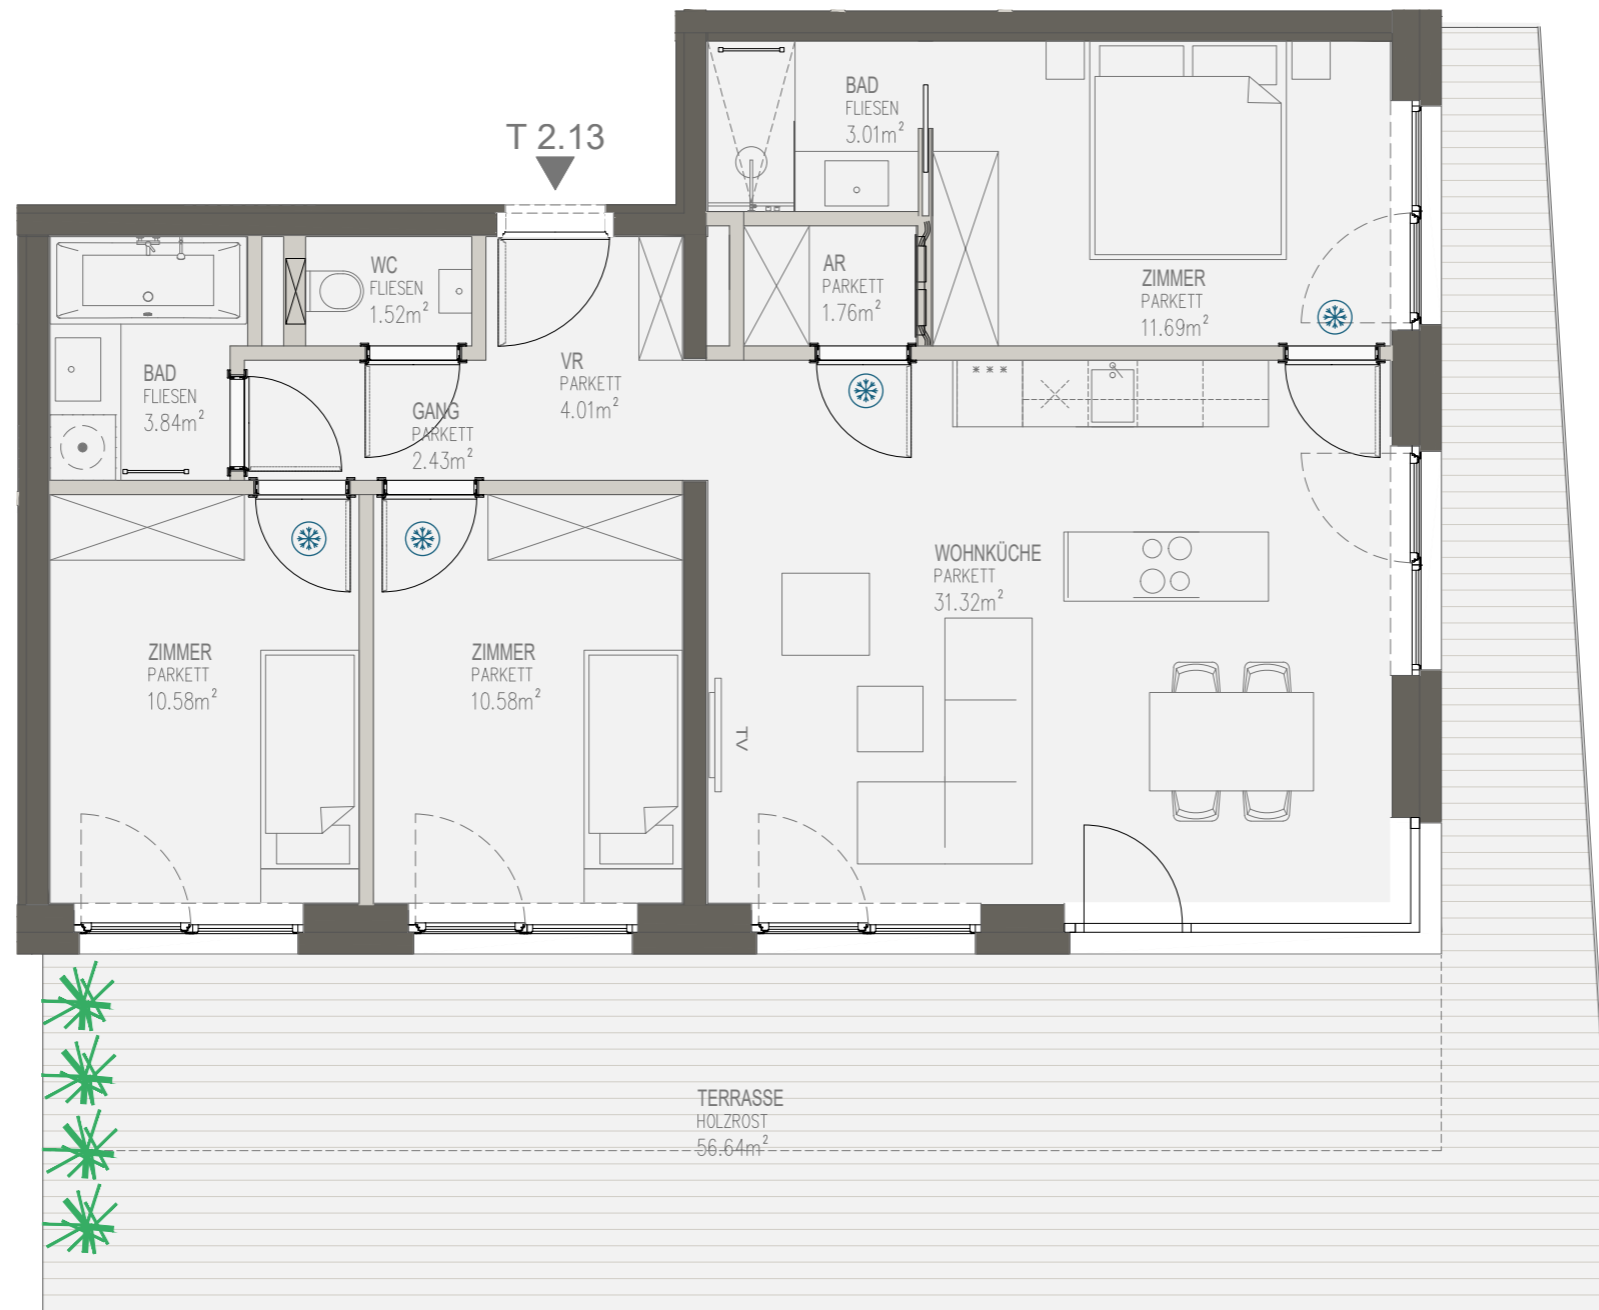 T 2.13
BAD
FLIESEN
3.01m²
WC
FLIESEN
1.52m²
AR
PARKETT
1.76m²
ZIMMER
PARKETT
11.69m²
BAD
FLIESEN
3.84m²
VR
PARKETT
4.01m²
GANG
PARKETT
2.43m²
WOHNKÜCHE
PARKETT
31.32m²
ZIMMER
PARKETT
10.58m²
ZIMMER
PARKETT
10.58m²
TV
TERRASSE
HOLZROST
56.64m²